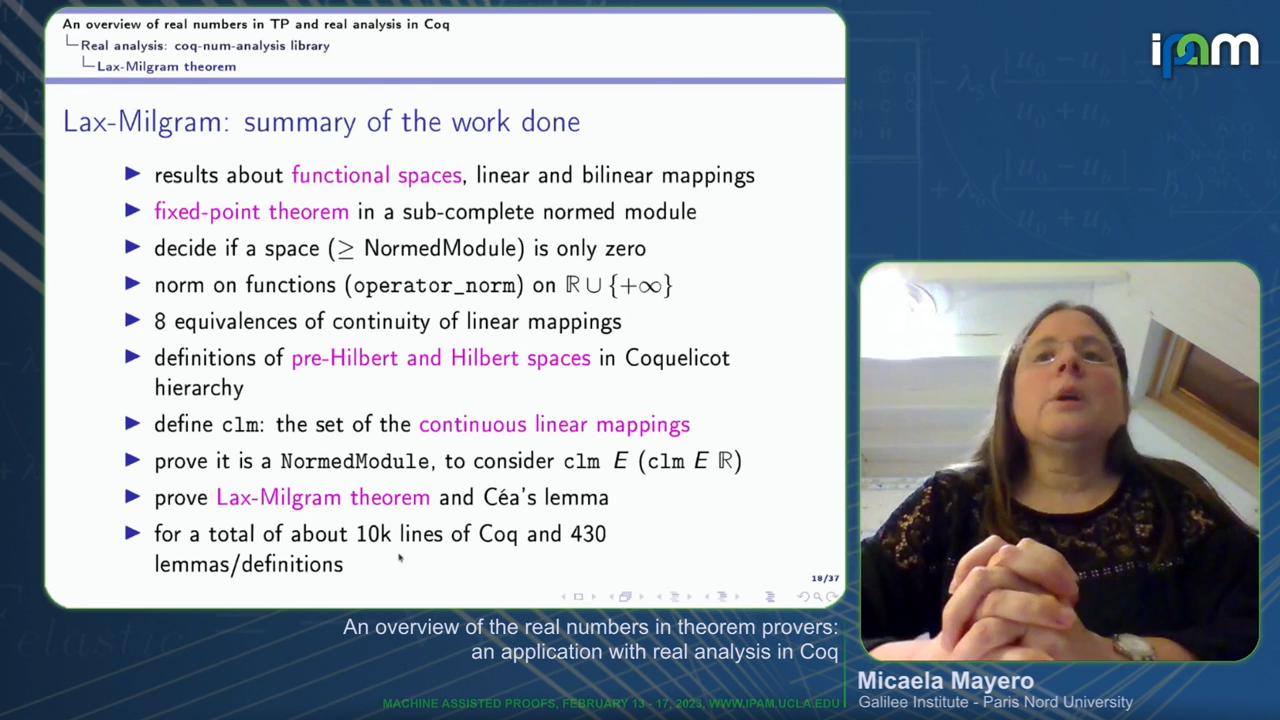 An overview of real numbers in TP and real analysis in Coq
Real analysis: coq-num-analysis library
Lax-Milgram theorem
ipam
Lax-Milgram: summary of the work done
results about functional spaces, linear and bilinear mappings
fixed-point theorem in a sub-complete normed module
decide if a space (≥ NormedModule) is only zero
norm on functions (operator_norm) on ℝ ∪ {+∞}
8 equivalences of continuity of linear mappings
definitions of pre-Hilbert and Hilbert spaces in Coquelicot
hierarchy
define clm: the set of the continuous linear mappings
prove it is a NormedModule, to consider clm E (clm E ℝ)
prove Lax-Milgram theorem and Céa's lemma
for a total of about 10k lines of Coq and 430
lemmas/definitions
18/37
An overview of the real numbers in theorem provers:
an application with real analysis in Coq
Micaela Mayero
Galilee Institute - Paris Nord University
MACHINE ASSISTED PROOFS, FEBRUARY 13 - 17, 2023, WWW.IPAM.UCLA.EDU
elastic